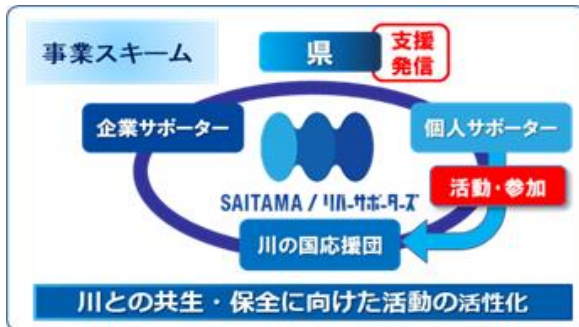 事業スキーム
県
支援
発信
企業サポーター
個人サポーター
SAITAMA / リバーサポーターズ
活動・参加
川の国応援団
川との共生・保全に向けた活動の活性化